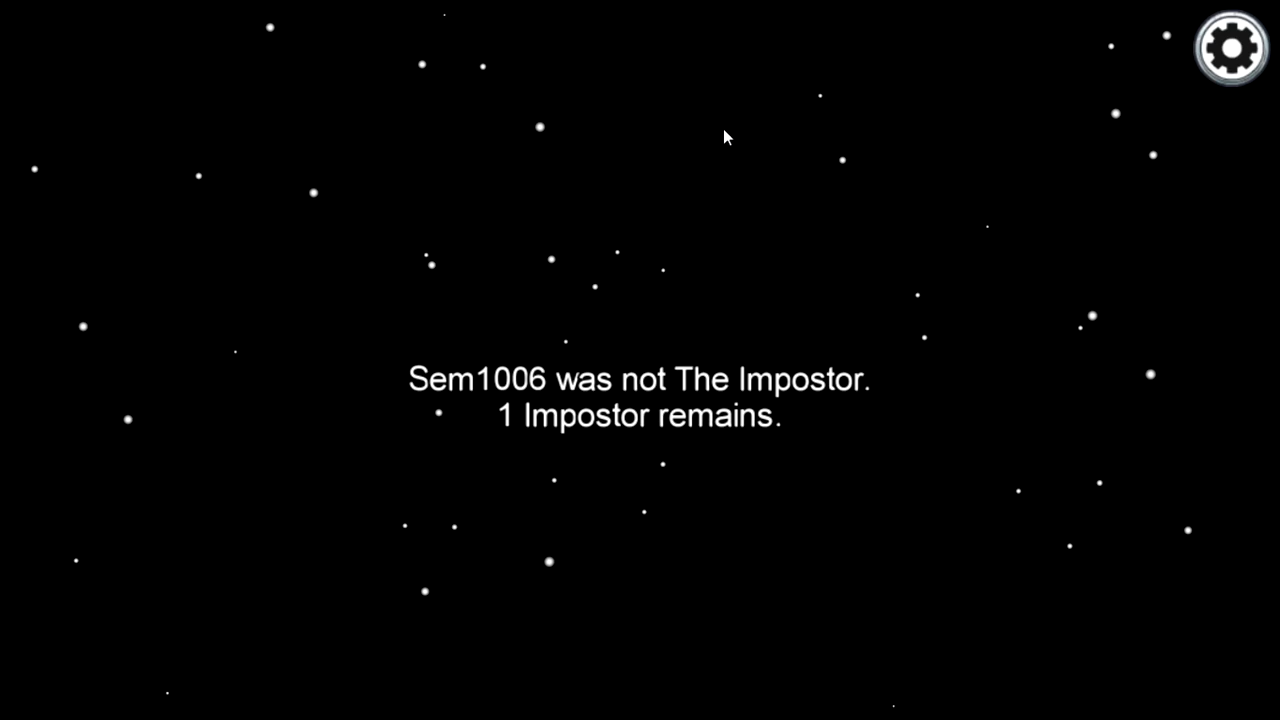 Sem1006 was not The Impostor.
1 Impostor remains.